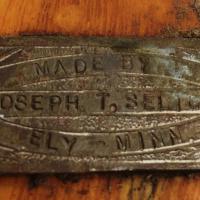 MADE BY
JOSEPH T. SEL
ELY - MINN